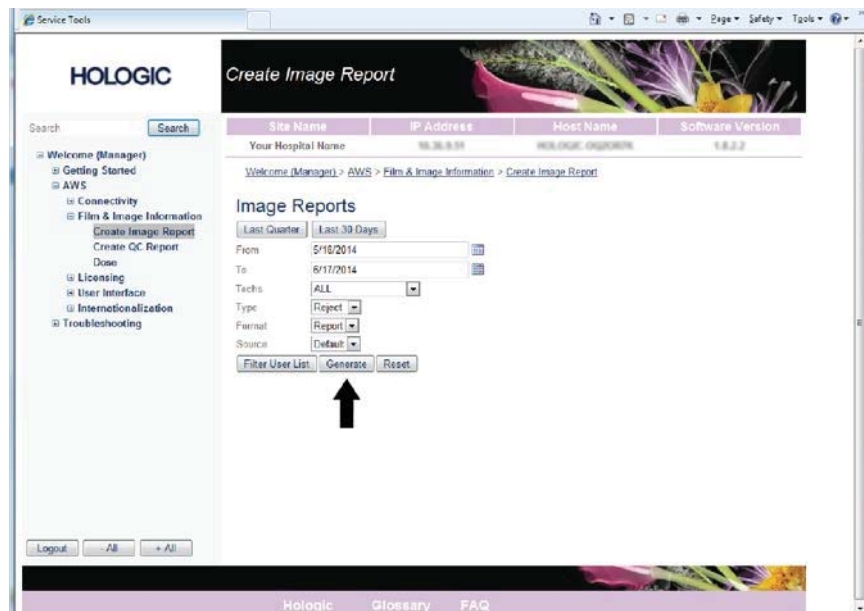 Service Tools
Page Safety Tools
HOLOGIC
Create Image Report
Search Search
Site Name IP Address Host Name Software Version
Your Hospital Name 1.8.2.2
Welcome (Manager)
Getting Started
AWS
Connectivity
Film & Image Information
Create Image Report
Create QC Report
Dose
Licensing
User Interface
Internationalization
Troubleshooting
Welcome (Manager) > AWS > Film & Image Information > Create Image Report
Image Reports
Last Quarter Last 30 Days
From 5/18/2014
To 6/17/2014
Techs ALL
Type Reject
Format Report
Source Default
Filter User List Generate Reset
Logout - All + All
Hologic Glossary FAQ